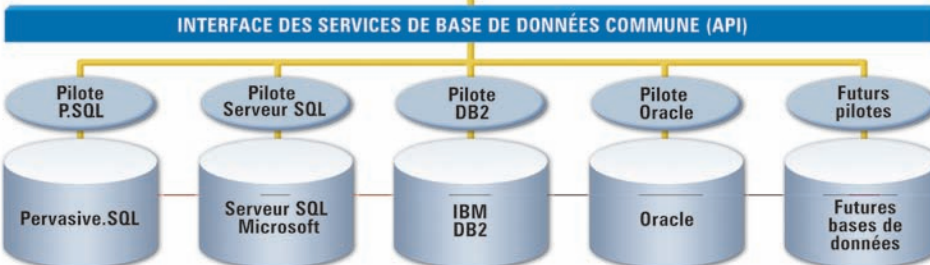 INTERFACE DES SERVICES DE BASE DE DONNÉES COMMUNE (API)
Pilote
P.SQL
Pilote
Serveur SQL
Pilote
DB2
Pilote
Oracle
Futurs
pilotes
Pervasive.SQL
Serveur SQL
Microsoft
IBM
DB2
Oracle
Futures
bases de
données